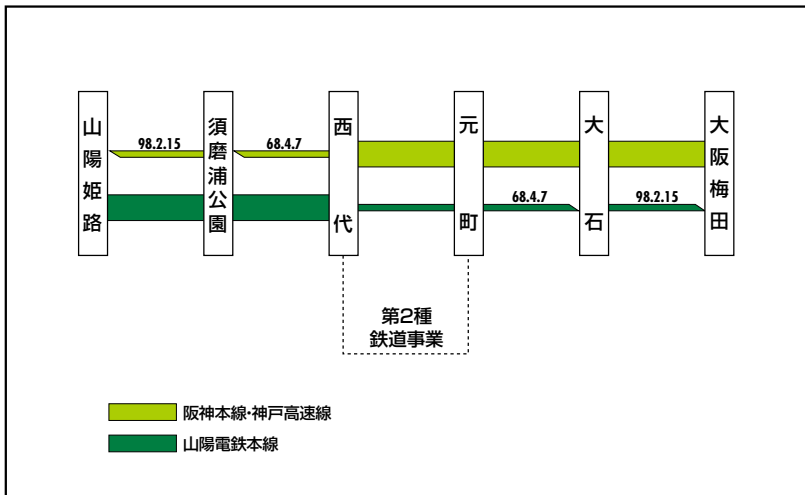 山陽姫路
須磨浦公園
西代
元町
大石
大阪梅田
98.2.15
68.4.7
68.4.7
98.2.15
第2種
鉄道事業
阪神本線・神戸高速線
山陽電鉄本線